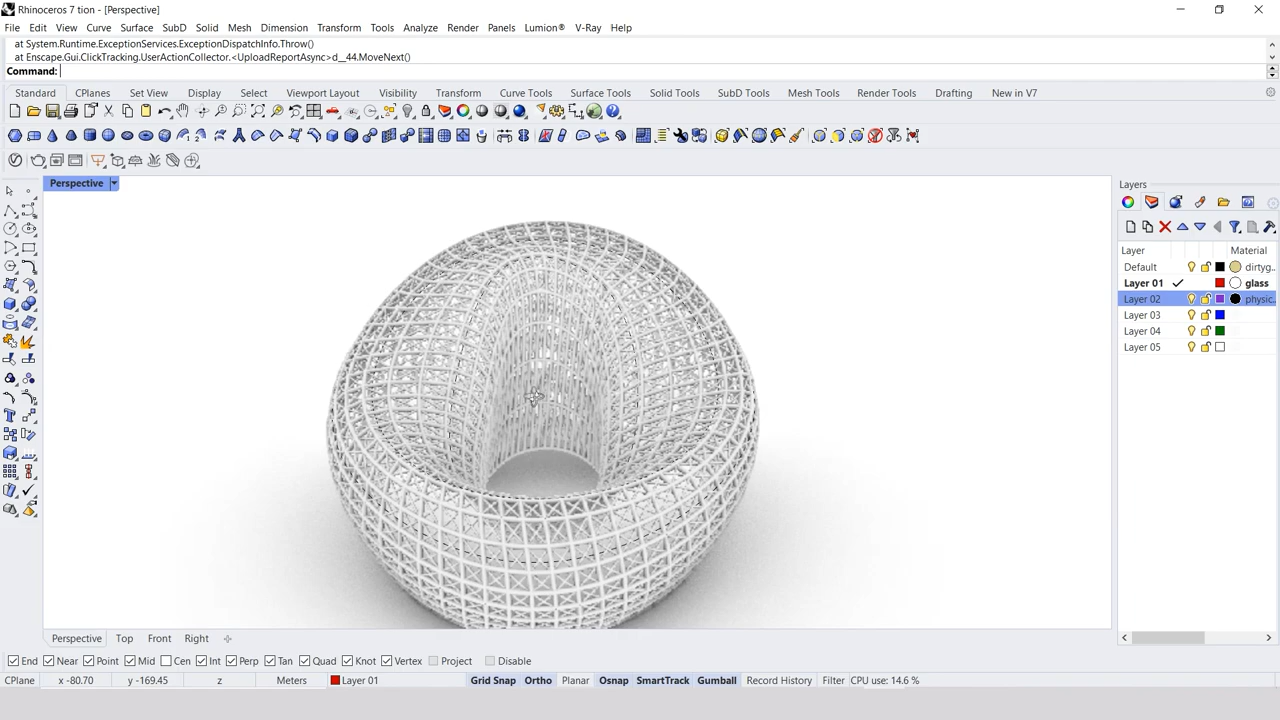 Rhinoceros 7 tion - [Perspective]
File Edit View Curve Surface SubD Solid Mesh Dimension Transform Tools Analyze Render Panels Lumion® V-Ray Help
at System.Runtime.ExceptionServices.ExceptionDispatchInfo.Throw()
at Enscape.Gui.ClickTracking.UserActionCollector.<UploadReportAsync>d__44.MoveNext()
Command:
Standard CPlanes Set View Display Select Viewport Layout Visibility Transform Curve Tools Surface Tools Solid Tools SubD Tools Mesh Tools Render Tools Drafting New in V7
Perspective
Layers
Layer Material
Default dirtyg...
Layer 01 glass
Layer 02 physic...
Layer 03
Layer 04
Layer 05
Perspective Top Front Right
End Near Point Mid Cen Int Perp Tan Quad Knot Vertex Project Disable
CPlane x -80.70 y -169.45 z Meters Layer 01 Grid Snap Ortho Planar Osnap SmartTrack Gumball Record History Filter CPU use: 14.6 %